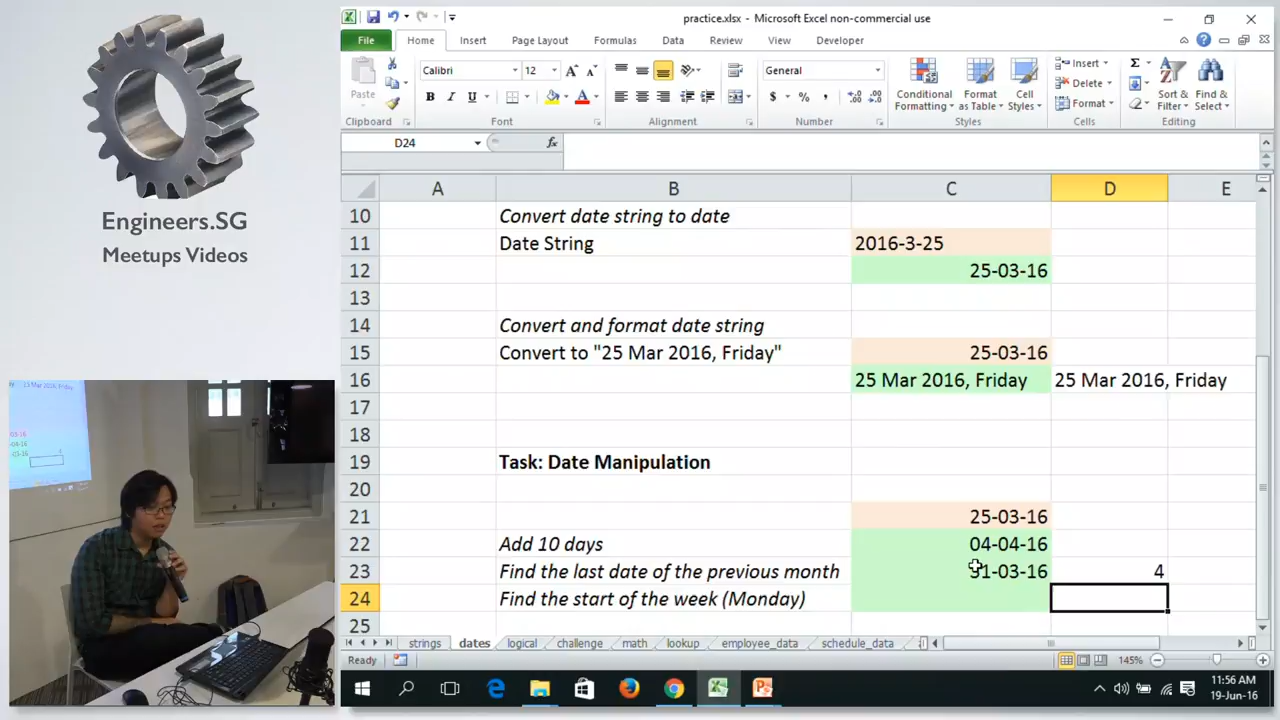 practice.xlsx - Microsoft Excel non-commercial use
File Home Insert Page Layout Formulas Data Review View Developer
Paste
Calibri 12
General
B I U A
$ % ,
Conditional Formatting
Format as Table
Cell Styles
Insert
Delete
Format
Sort & Filter
Find & Select
Clipboard Font Alignment Number Styles Cells Editing
D24 fx
A B C D E
10 Convert date string to date
11 Date String 2016-3-25
12 25-03-16
13
14 Convert and format date string
15 Convert to "25 Mar 2016, Friday" 25-03-16
16 25 Mar 2016, Friday 25 Mar 2016, Friday
17
18
19 Task: Date Manipulation
20
21 25-03-16
22 Add 10 days 04-04-16
23 Find the last date of the previous month 31-03-16 4
24 Find the start of the week (Monday)
25
strings dates logical challenge math lookup employee_data schedule_data
Ready 145%
11:56 AM
19-Jun-16
Engineers.SG
Meetups Videos
25 Mar 2016, Friday